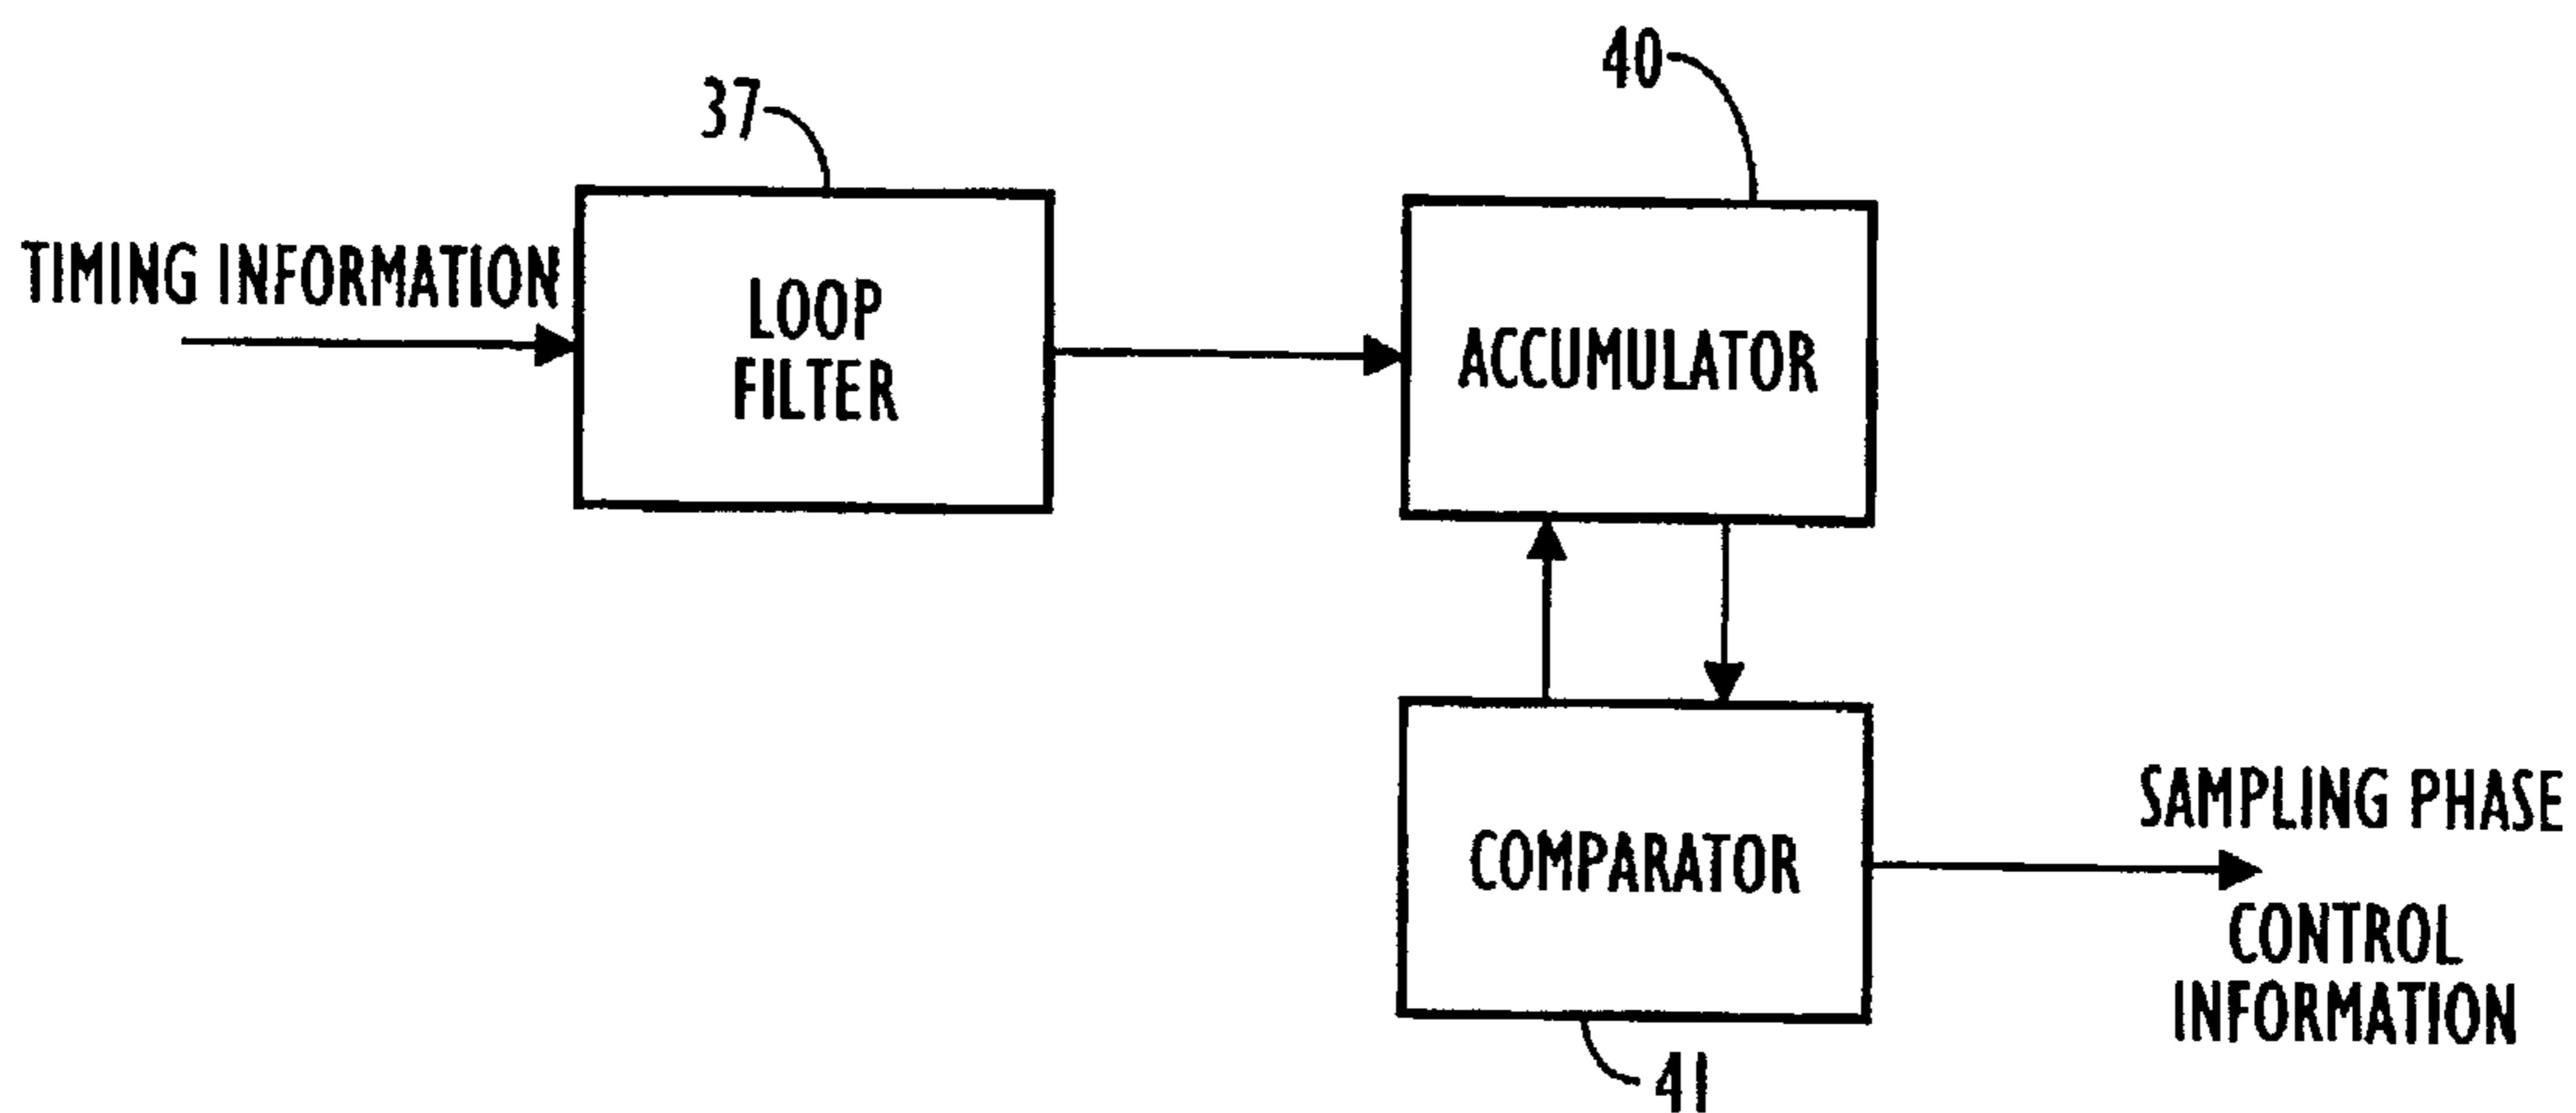 40
37
TIMING INFORMATION
LOOP
FILTER
ACCUMULATOR
COMPARATOR
SAMPLING PHASE
CONTROL
INFORMATION
41